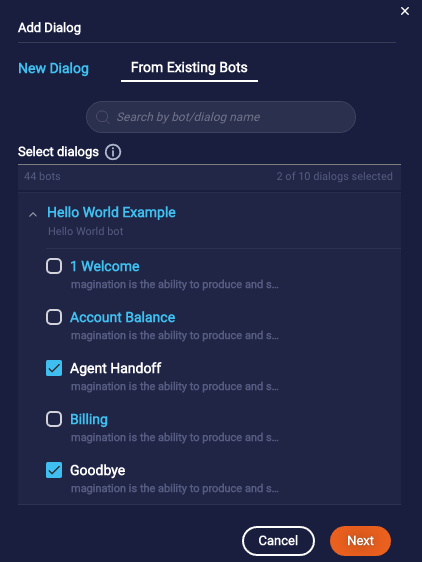 Add Dialog
New Dialog From Existing Bots
Search by bot/dialog name
Select dialogs
44 bots 2 of 10 dialogs selected
Hello World Example
Hello World bot
1 Welcome
magination is the ability to produce and s...
Account Balance
magination is the ability to produce and s...
Agent Handoff
magination is the ability to produce and s...
Billing
magination is the ability to produce and s...
Goodbye
magination is the ability to produce and s...
Cancel Next